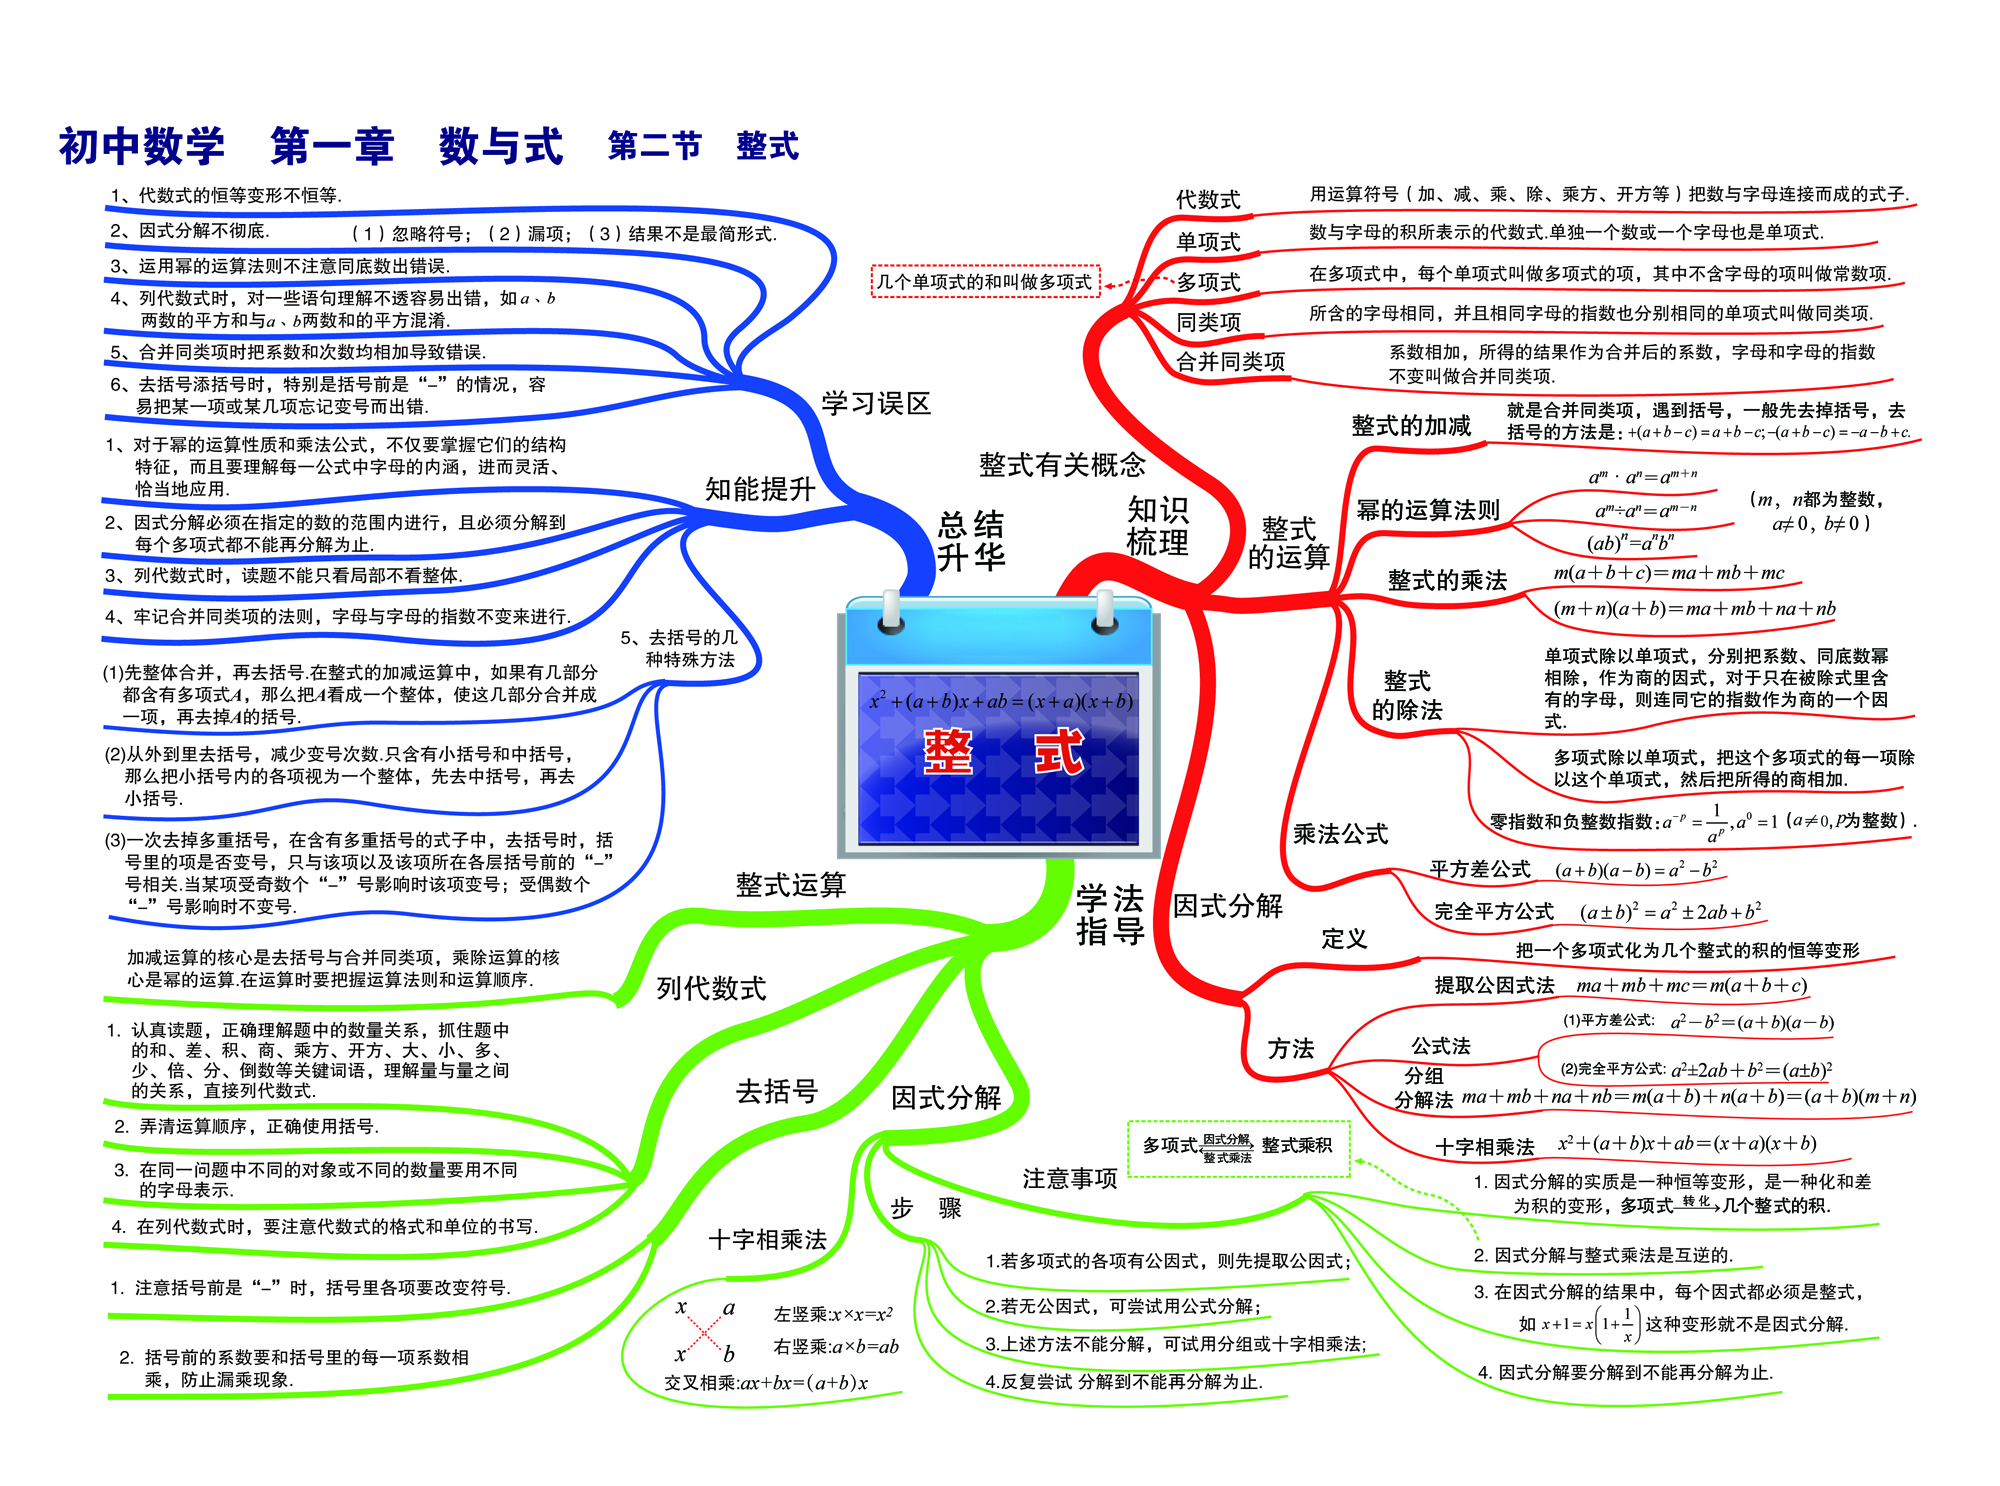 初中数学 第一章 数与式 第二节 整式
1、代数式的恒等变形不恒等.
2、因式分解不彻底. （1）忽略符号；（2）漏项；（3）结果不是最简形式.
3、运用幂的运算法则不注意同底数出错误.
4、列代数式时，对一些语句理解不透容易出错，如a、b
两数的平方和与a、b两数和的平方混淆.
5、合并同类项时把系数和次数均相加导致错误.
6、去括号添括号时，特别是括号前是“–”的情况，容
易把某一项或某几项忘记变号而出错.
学习误区
1、对于幂的运算性质和乘法公式，不仅要掌握它们的结构
特征，而且要理解每一公式中字母的内涵，进而灵活、
恰当地应用.
知能提升
2、因式分解必须在指定的数的范围内进行，且必须分解到
每个多项式都不能再分解为止.
3、列代数式时，读题不能只看局部不看整体.
4、牢记合并同类项的法则，字母与字母的指数不变来进行.
5、去括号的几
种特殊方法
(1)先整体合并，再去括号.在整式的加减运算中，如果有几部分
都含有多项式A，那么把A看成一个整体，使这几部分合并成
一项，再去掉A的括号.
(2)从外到里去括号，减少变号次数.只含有小括号和中括号，
那么把小括号内的各项视为一个整体，先去中括号，再去
小括号.
(3)一次去掉多重括号，在含有多重括号的式子中，去括号时，括
号里的项是否变号，只与该项以及该项所在各层括号前的“–”
号相关.当某项受奇数个“–”号影响时该项变号；受偶数个
“–”号影响时不变号.
总结
升华
知识
梳理
x²+(a+b)x+ab=(x+a)(x+b)
整 式
学法
指导
整式有关概念
代数式
用运算符号（加、减、乘、除、乘方、开方等）把数与字母连接而成的式子.
单项式
数与字母的积所表示的代数式.单独一个数或一个字母也是单项式.
几个单项式的和叫做多项式
多项式
在多项式中，每个单项式叫做多项式的项，其中不含字母的项叫做常数项.
同类项
所含的字母相同，并且相同字母的指数也分别相同的单项式叫做同类项.
合并同类项
系数相加，所得的结果作为合并后的系数，字母和字母的指数
不变叫做合并同类项.
整式
的运算
整式的加减
就是合并同类项，遇到括号，一般先去掉括号，去
括号的方法是：+(a+b−c)=a+b−c;−(a+b−c)=−a−b+c.
幂的运算法则
aᵐ·aⁿ=aᵐ⁺ⁿ
aᵐ÷aⁿ=aᵐ⁻ⁿ
(ab)ⁿ=aⁿbⁿ
（m，n都为整数，
a≠0，b≠0）
整式的乘法
m(a+b+c)=ma+mb+mc
(m+n)(a+b)=ma+mb+na+nb
整式
的除法
单项式除以单项式，分别把系数、同底数幂
相除，作为商的因式，对于只在被除式里含
有的字母，则连同它的指数作为商的一个因
式.
多项式除以单项式，把这个多项式的每一项除
以这个单项式，然后把所得的商相加.
零指数和负整数指数：a⁻ᵖ=1/aᵖ,a⁰=1（a≠0,p为整数）.
乘法公式
平方差公式 (a+b)(a−b)=a²−b²
完全平方公式 (a±b)²=a²±2ab+b²
因式分解
定义
把一个多项式化为几个整式的积的恒等变形
方法
提取公因式法 ma+mb+mc=m(a+b+c)
公式法
(1)平方差公式: a²−b²=(a+b)(a−b)
(2)完全平方公式: a²±2ab+b²=(a±b)²
分组
分解法 ma+mb+na+nb=m(a+b)+n(a+b)=(a+b)(m+n)
十字相乘法 x²+(a+b)x+ab=(x+a)(x+b)
整式运算
加减运算的核心是去括号与合并同类项，乘除运算的核
心是幂的运算.在运算时要把握运算法则和运算顺序.
列代数式
1. 认真读题，正确理解题中的数量关系，抓住题中
的和、差、积、商、乘方、开方、大、小、多、
少、倍、分、倒数等关键词语，理解量与量之间
的关系，直接列代数式.
2. 弄清运算顺序，正确使用括号.
3. 在同一问题中不同的对象或不同的数量要用不同
的字母表示.
4. 在列代数式时，要注意代数式的格式和单位的书写.
去括号
1. 注意括号前是“–”时，括号里各项要改变符号.
2. 括号前的系数要和括号里的每一项系数相
乘，防止漏乘现象.
因式分解
十字相乘法
x a
x b
左竖乘:x×x=x²
右竖乘:a×b=ab
交叉相乘:ax+bx=(a+b)x
步 骤
1.若多项式的各项有公因式，则先提取公因式；
2.若无公因式，可尝试用公式分解；
3.上述方法不能分解，可试用分组或十字相乘法；
4.反复尝试 分解到不能再分解为止.
注意事项
多项式 因式分解 整式乘法 整式乘积
1. 因式分解的实质是一种恒等变形，是一种化和差
为积的变形，多项式 转化 几个整式的积.
2. 因式分解与整式乘法是互逆的.
3. 在因式分解的结果中，每个因式都必须是整式，
如 x+1=x(1+1/x) 这种变形就不是因式分解.
4. 因式分解要分解到不能再分解为止.